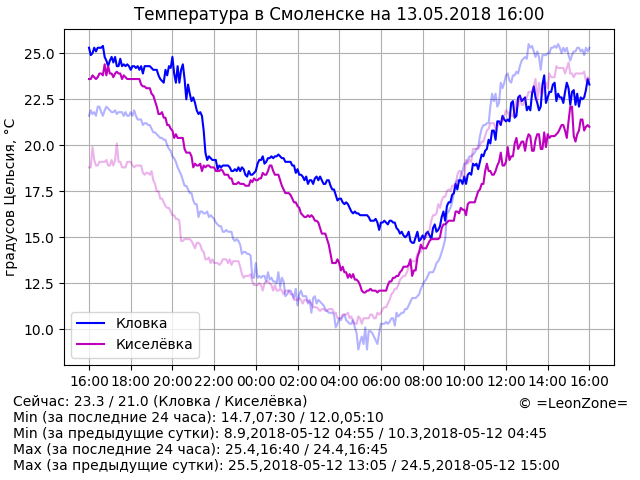 Температура в Смоленске на 13.05.2018 16:00
градусов Цельсия, °C
25.0
22.5
20.0
17.5
15.0
12.5
10.0
Кловка
Киселёвка
16:00 18:00 20:00 22:00 00:00 02:00 04:00 06:00 08:00 10:00 12:00 14:00 16:00
Сейчас: 23.3 / 21.0 (Кловка / Киселёвка)
© =LeonZone=
Min (за последние 24 часа): 14.7,07:30 / 12.0,05:10
Min (за предыдущие сутки): 8.9,2018-05-12 04:55 / 10.3,2018-05-12 04:45
Max (за последние 24 часа): 25.4,16:40 / 24.4,16:45
Max (за предыдущие сутки): 25.5,2018-05-12 13:05 / 24.5,2018-05-12 15:00